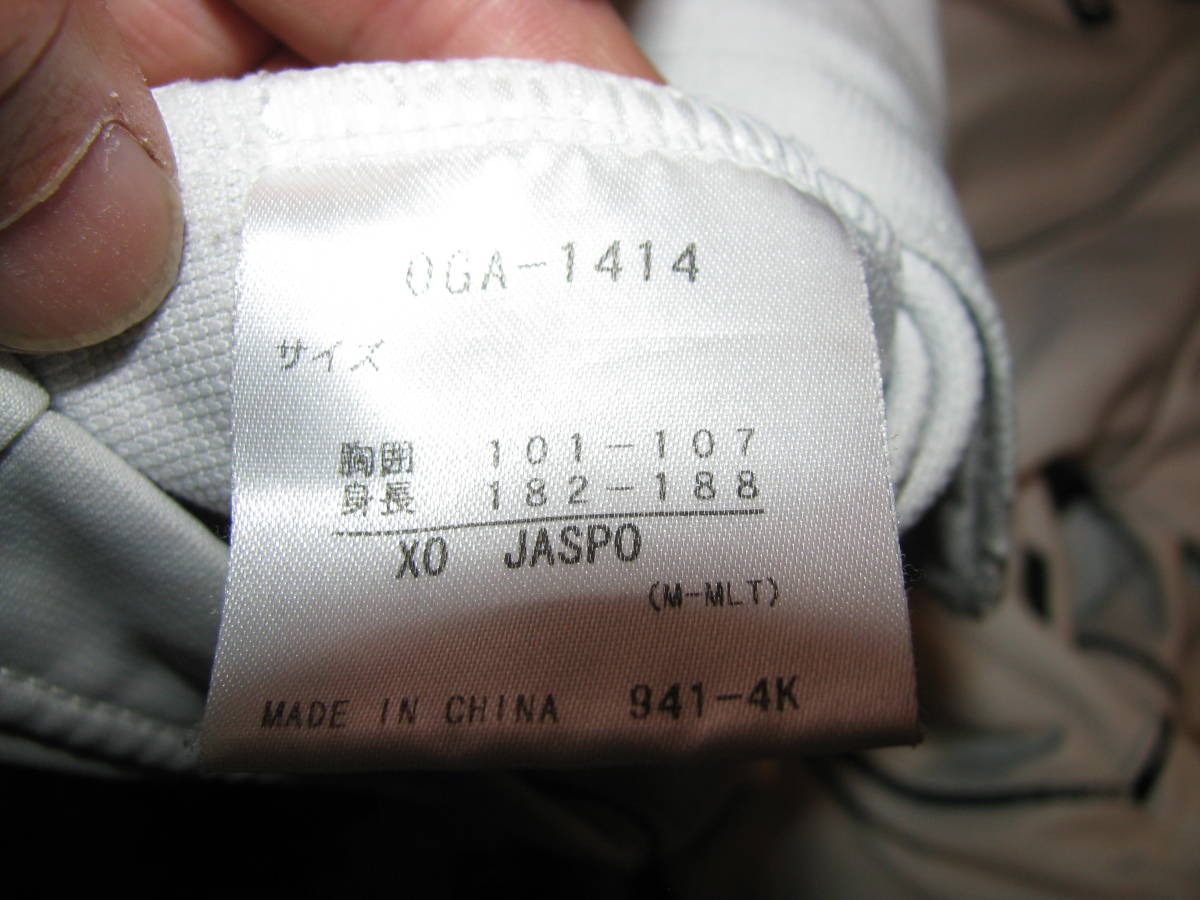 OGA-1414
サイズ
胸囲 101-107
身長 182-188
XO JASPO
(M-MLT)
MADE IN CHINA 941-4K